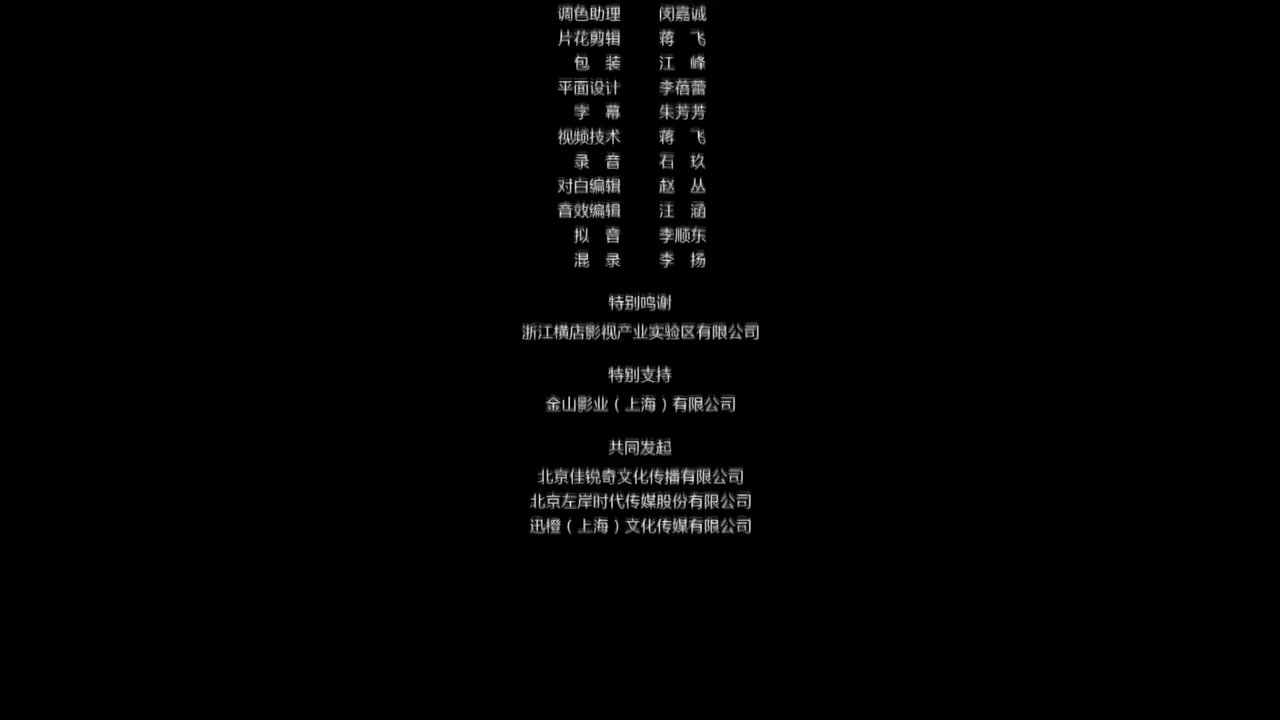 调色助理 闵嘉诚
片花剪辑 蒋 飞
包 装 江 峰
平面设计 李蓓蕾
字 幕 朱芳芳
视频技术 蒋 飞
录 音 石 玖
对白编辑 赵 丛
音效编辑 汪 涵
拟 音 李顺东
混 录 李 扬
特别鸣谢
浙江横店影视产业实验区有限公司
特别支持
金山影业（上海）有限公司
共同发起
北京佳锐奇文化传播有限公司
北京左岸时代传媒股份有限公司
迅橙（上海）文化传媒有限公司